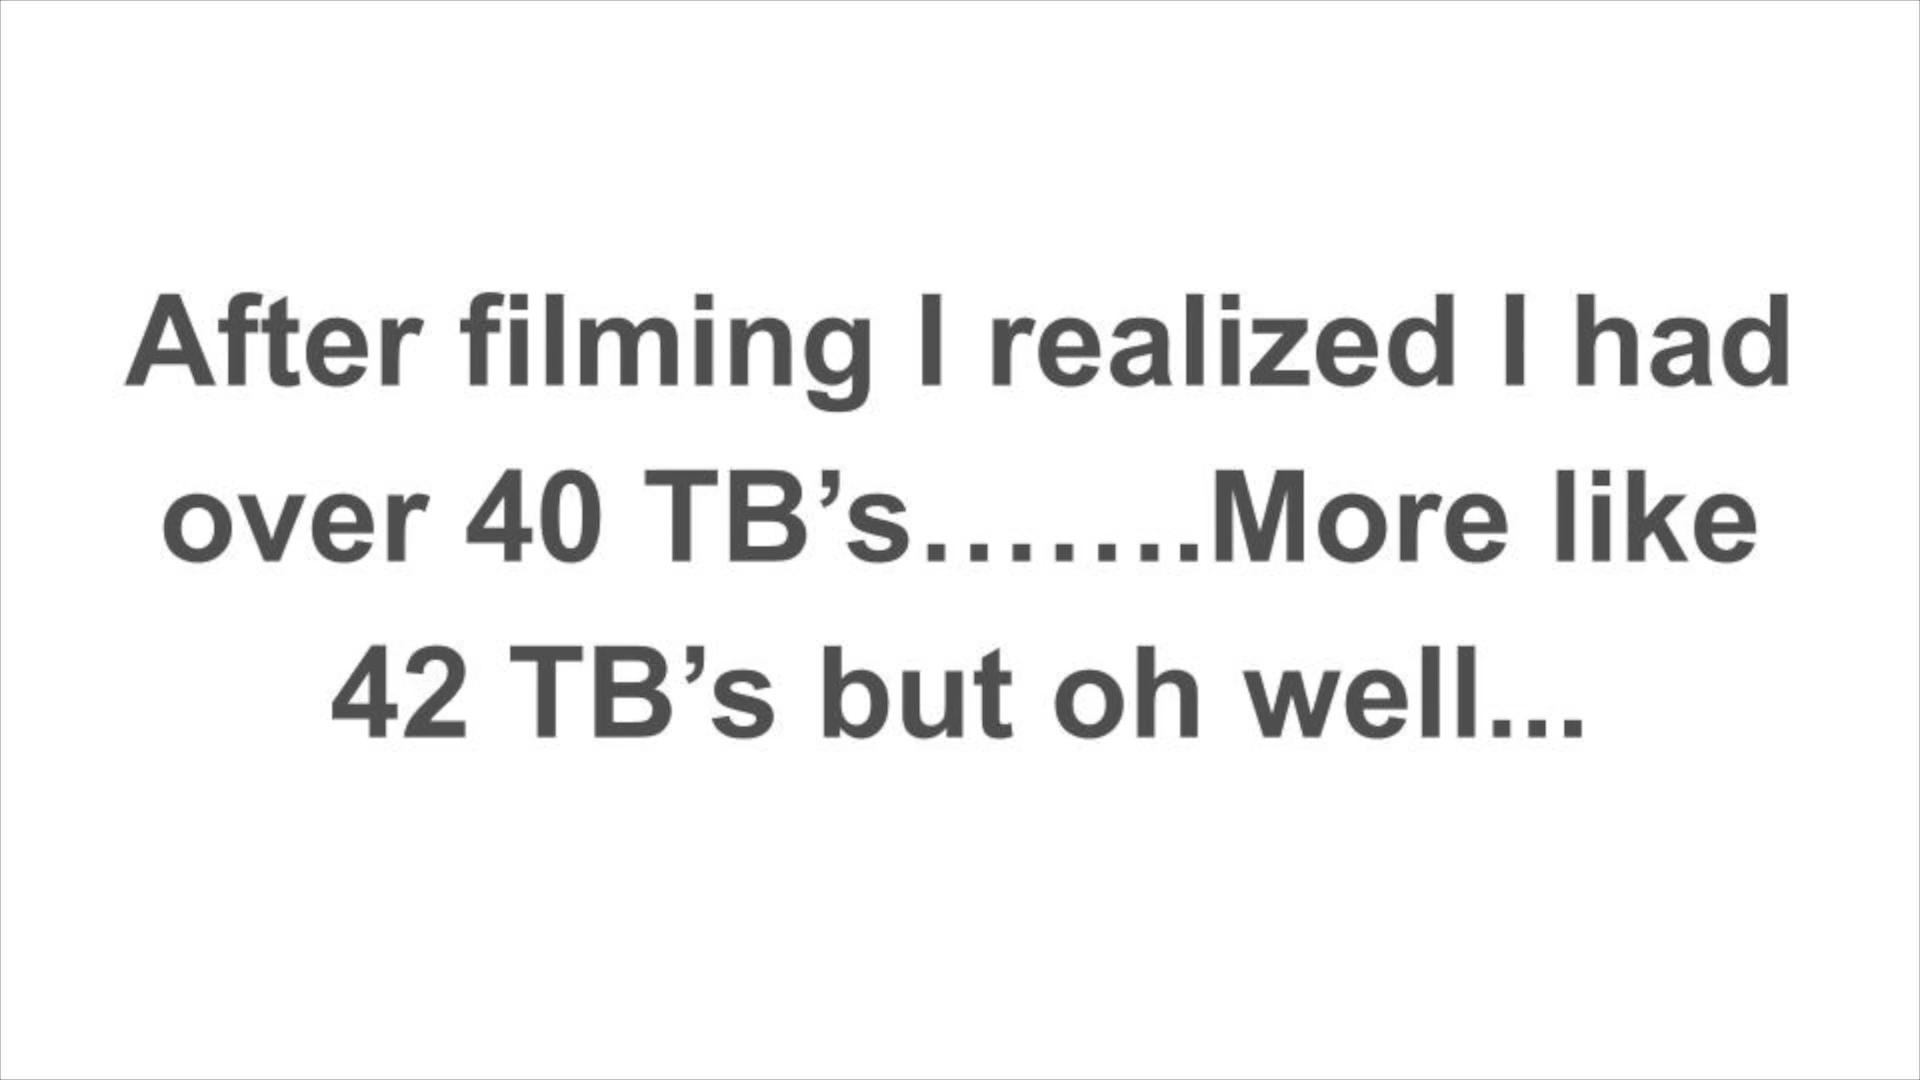 After filming I realized I had
over 40 TB’s…….More like
42 TB’s but oh well...